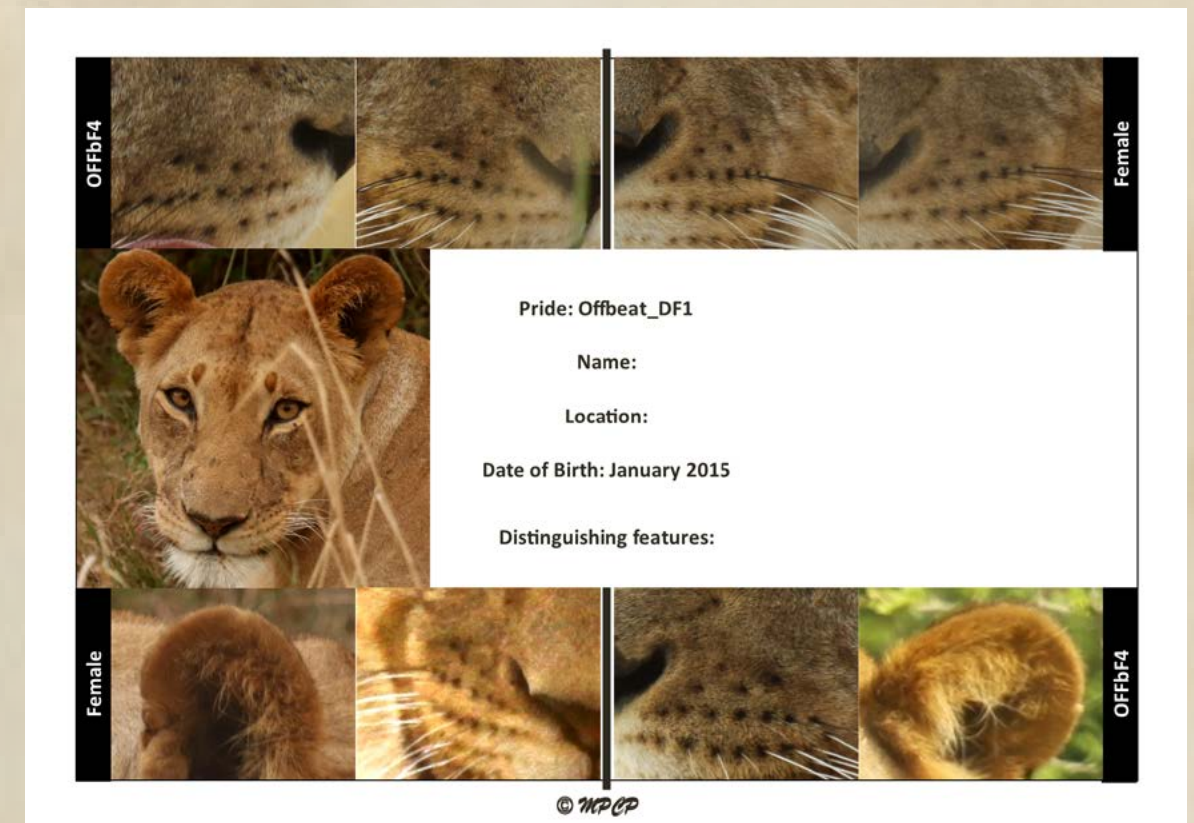 OFFbF4
Female
Pride: Offbeat_DF1
Name:
Location:
Date of Birth: January 2015
Distinguishing features:
Female
OFFbF4
© MPCP